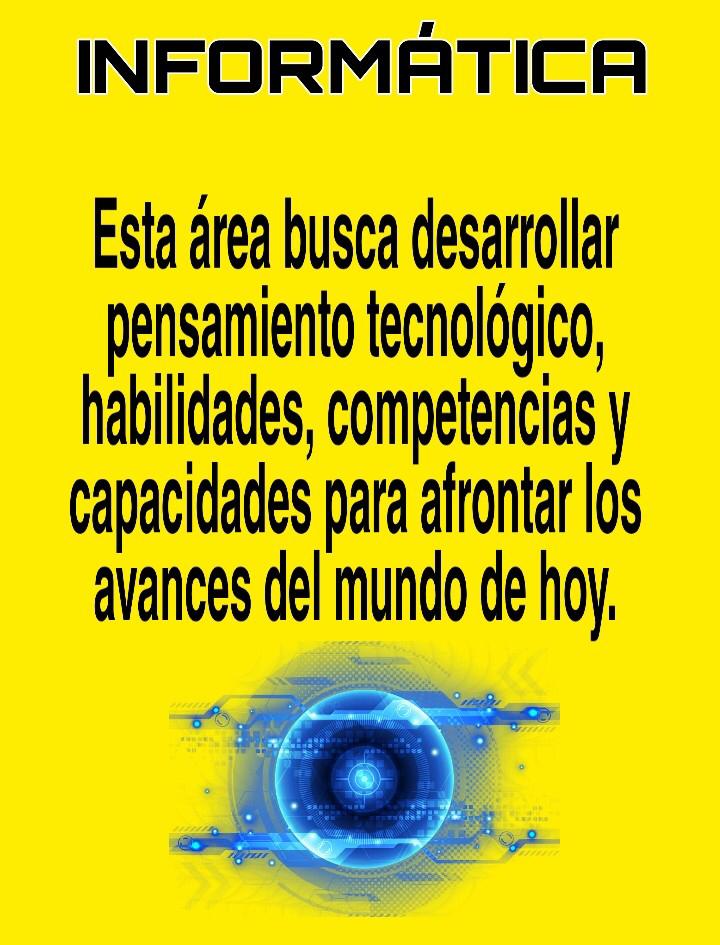 INFORMÁTICA
Esta área busca desarrollar
pensamiento tecnológico,
habilidades, competencias y
capacidades para afrontar los
avances del mundo de hoy.